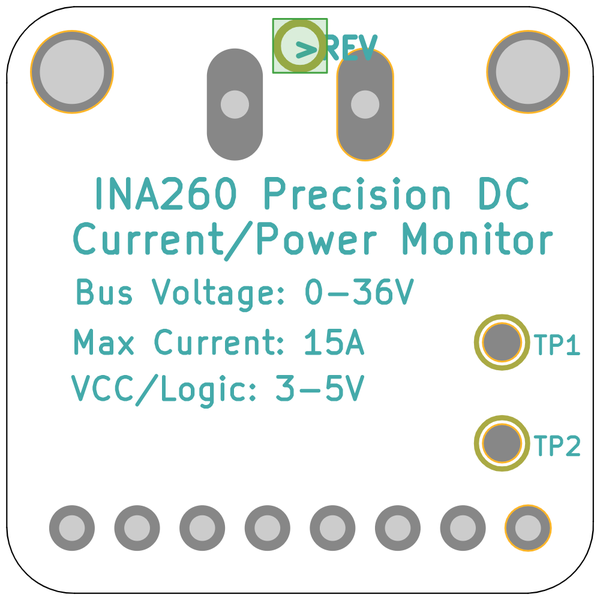 >REV
INA260 Precision DC
Current/Power Monitor
Bus Voltage: 0-36V
Max Current: 15A
TP1
VCC/Logic: 3-5V
TP2